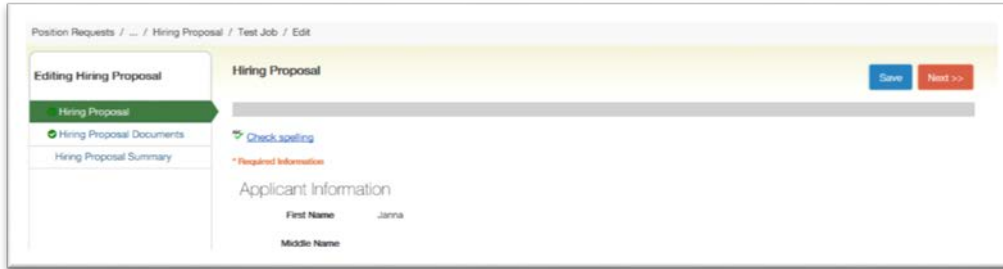 Position Requests / ... / Hiring Proposal / Test Job / Edit
Editing Hiring Proposal
Hiring Proposal
Hiring Proposal Documents
Hiring Proposal Summary
Hiring Proposal
Save
Next >>
Check spelling
* Required Information
Applicant Information
First Name Janna
Middle Name